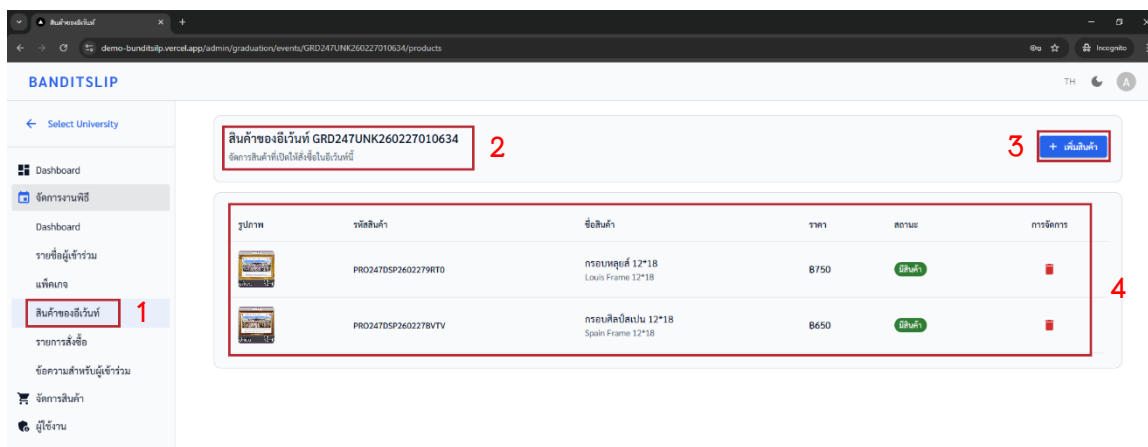 สินค้าของอีเว้นท์
demo-bunditsilp.vercel.app/admin/graduation/events/GRD247UNK260227010634/products
Incognito
BANDITSLIP
TH
A
Select University
สินค้าของอีเว้นท์ GRD247UNK260227010634
2
จัดการสินค้าที่เปิดให้สั่งซื้อในอีเว้นท์นี้
3
+ เพิ่มสินค้า
Dashboard
จัดการงานพิธี
Dashboard
รายชื่อผู้เข้าร่วม
แพ็คเกจ
สินค้าของอีเว้นท์
1
รายการสั่งซื้อ
ข้อความสำหรับผู้เข้าร่วม
จัดการสินค้า
ผู้ใช้งาน
รูปภาพ รหัสสินค้า ชื่อสินค้า ราคา สถานะ การจัดการ
PRO247DSP2602279RT0 กรอบหลุยส์ 12*18 ฿750 มีสินค้า
Louis Frame 12*18
4
PRO247DSP260227BVTV กรอบศิลป์สเปน 12*18 ฿650 มีสินค้า
Spain Frame 12*18